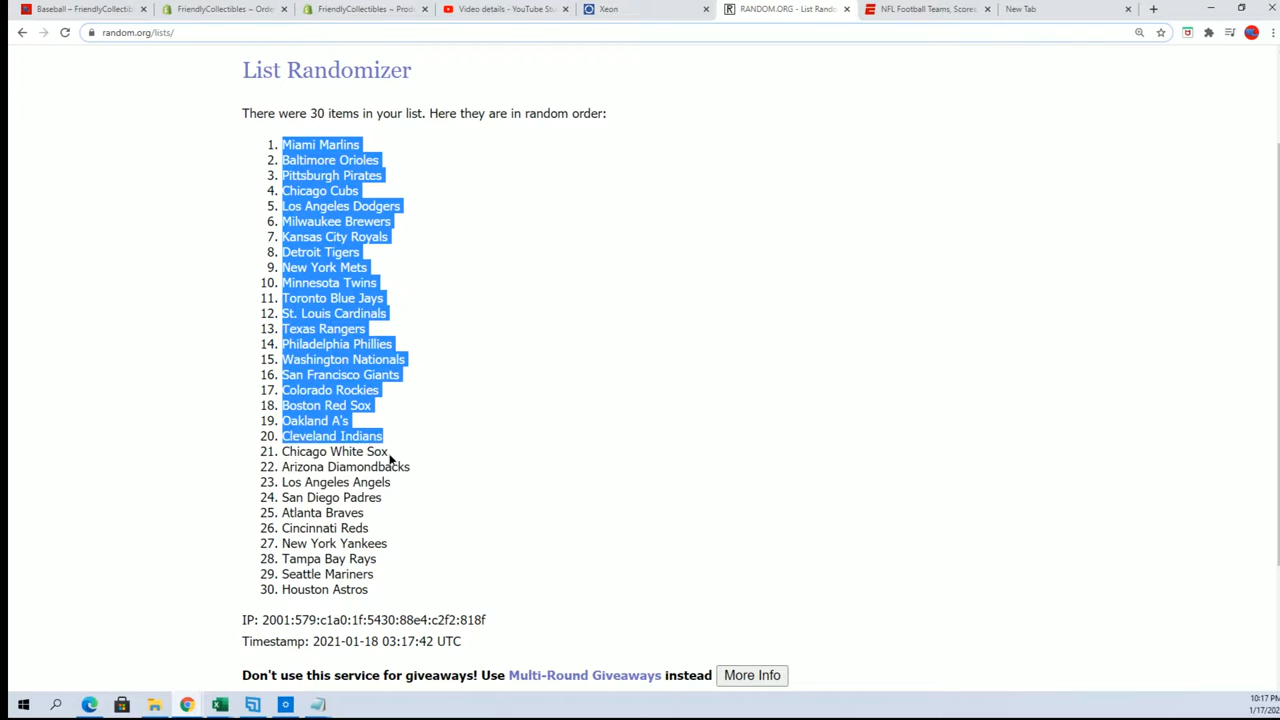 Baseball – FriendlyCollectibles
FriendlyCollectibles ~ Orde
FriendlyCollectibles ~ Prod
Video details - YouTube Stu
Xeon
RANDOM.ORG - List Rando
NFL Football Teams, Scores
New Tab
random.org/lists/
List Randomizer
There were 30 items in your list. Here they are in random order:
1. Miami Marlins
2. Baltimore Orioles
3. Pittsburgh Pirates
4. Chicago Cubs
5. Los Angeles Dodgers
6. Milwaukee Brewers
7. Kansas City Royals
8. Detroit Tigers
9. New York Mets
10. Minnesota Twins
11. Toronto Blue Jays
12. St. Louis Cardinals
13. Texas Rangers
14. Philadelphia Phillies
15. Washington Nationals
16. San Francisco Giants
17. Colorado Rockies
18. Boston Red Sox
19. Oakland A's
20. Cleveland Indians
21. Chicago White Sox
22. Arizona Diamondbacks
23. Los Angeles Angels
24. San Diego Padres
25. Atlanta Braves
26. Cincinnati Reds
27. New York Yankees
28. Tampa Bay Rays
29. Seattle Mariners
30. Houston Astros
IP: 2001:579:c1a0:1f:5430:88e4:c2f2:818f
Timestamp: 2021-01-18 03:17:42 UTC
Don't use this service for giveaways! Use Multi-Round Giveaways instead More Info
10:17 PM
1/17/202